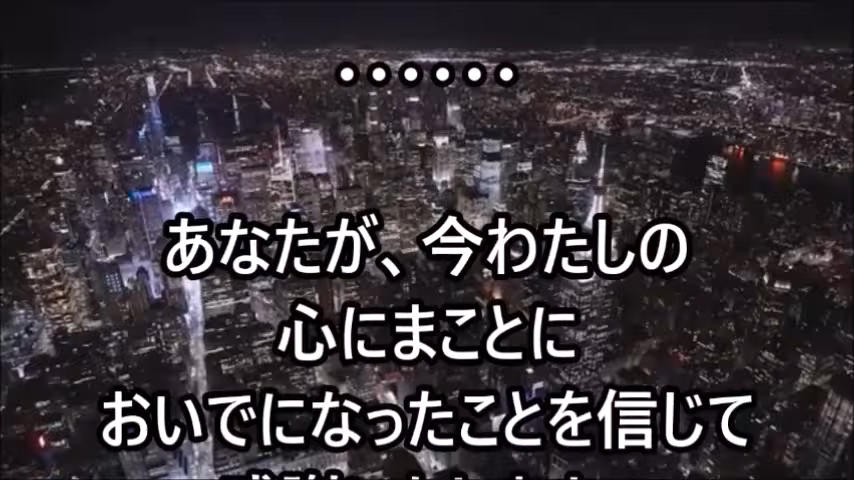 ••••••
あなたが、今わたしの
心にまことに
おいでになったことを信じて